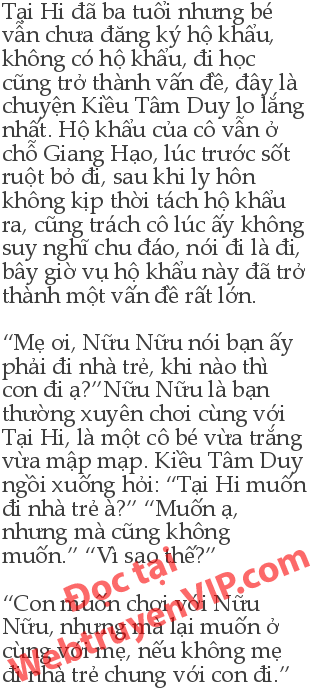 Tại Hi đã ba tuổi nhưng bé
vẫn chưa đăng ký hộ khẩu,
không có hộ khẩu, đi học
cũng trở thành vấn đề, đây là
chuyện Kiều Tâm Duy lo lắng
nhất. Hộ khẩu của cô vẫn ở
chỗ Giang Hạo, lúc trước sốt
ruột bỏ đi, sau khi ly hôn
không kịp thời tách hộ khẩu
ra, cũng trách cô lúc ấy không
suy nghĩ chu đáo, nói đi là đi,
bây giờ vụ hộ khẩu này đã trở
thành một vấn đề rất lớn.

“Mẹ ơi, Nữu Nữu nói bạn ấy
phải đi nhà trẻ, khi nào thì
con đi ạ?”Nữu Nữu là bạn
thường xuyên chơi cùng với
Tại Hi, là một cô bé vừa trắng
vừa mập mạp. Kiều Tâm Duy
ngồi xuống hỏi: “Tại Hi muốn
đi nhà trẻ à?” “Muốn ạ,
nhưng mà cũng không
muốn.” “Vì sao thế?”

“Con muốn chơi với Nữu
Nữu, nhưng mà lại muốn ở
cùng với mẹ, nếu không mẹ
đi nhà trẻ chung với con đi.”
Đọc tại
WebtruyenVIP.com